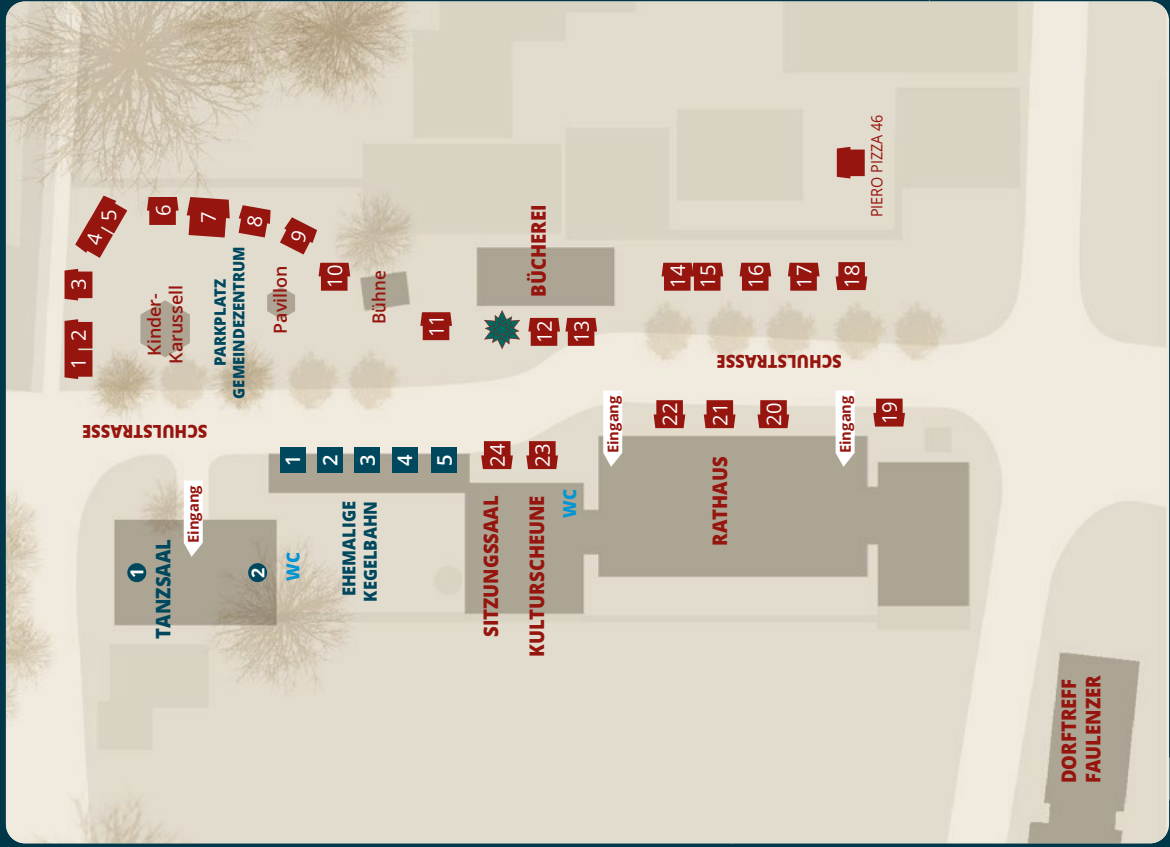 1 | 2
3
4 | 5
6
7
8
9
10
Kinder-
Karussell
PARKPLATZ
GEMEINDEZENTRUM
Pavillon
Bühne
SCHULSTRASSE
Eingang
1
TANZSAAL
2
WC
1
2
3
4
5
EHEMALIGE
KEGELBAHN
11
BÜCHEREI
12
13
24
23
SITZUNGSSAAL
KULTURSCHEUNE
WC
Eingang
RATHAUS
22
21
20
Eingang
19
SCHULSTRASSE
14
15
16
17
18
PIERO PIZZA 46
DORFTREFF
FAULENZER